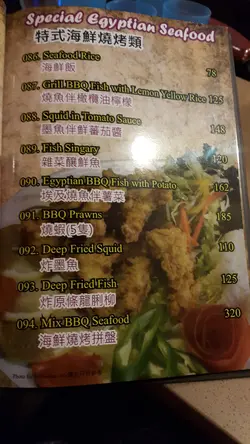 Special Egyptian Seafood
特式海鮮燒烤類
086. Seafood Rice 78
海鮮飯
087. Grill BBQ Fish with Lemon Yellow Rice 125
燒魚伴橄欖油檸檬
088. Squid in Tomato Sauce 148
墨魚伴鮮蕃茄醬
089. Fish Singary 120
雜菜釀鮮魚
090. Egyptian BBQ Fish with Potato 162
埃及燒魚伴薯菜
091. BBQ Prawns 185
燒蝦(5隻)
092. Deep Fried Squid 110
炸墨魚
093. Deep Fried Fish 125
炸原條龍脷柳
094. Mix BBQ Seafood 320
海鮮燒烤拼盤